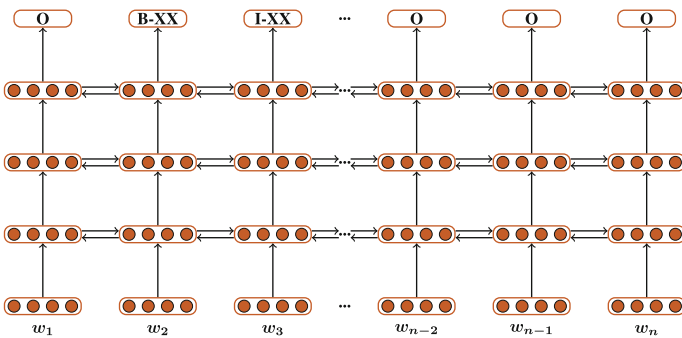 O B-XX I-XX ... O O O
...
...
...
...
w₁ w₂ w₃ wₙ₋₂ wₙ₋₁ wₙ